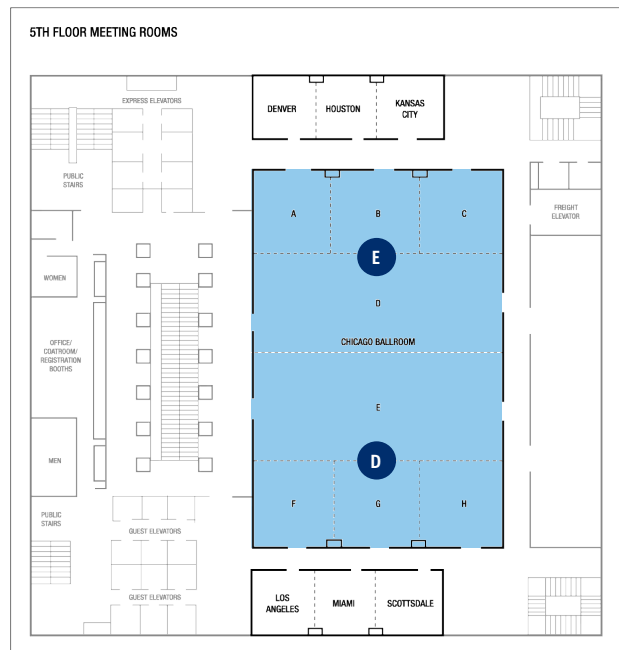 5TH FLOOR MEETING ROOMS
EXPRESS ELEVATORS
DENVER
HOUSTON
KANSAS
CITY
PUBLIC
STAIRS
A
B
C
FREIGHT
ELEVATOR
E
WOMEN
D
OFFICE/
COATROOM/
REGISTRATION
BOOTHS
CHICAGO BALLROOM
E
MEN
D
F
G
H
PUBLIC
STAIRS
GUEST ELEVATORS
GUEST ELEVATORS
LOS
ANGELES
MIAMI
SCOTTSDALE